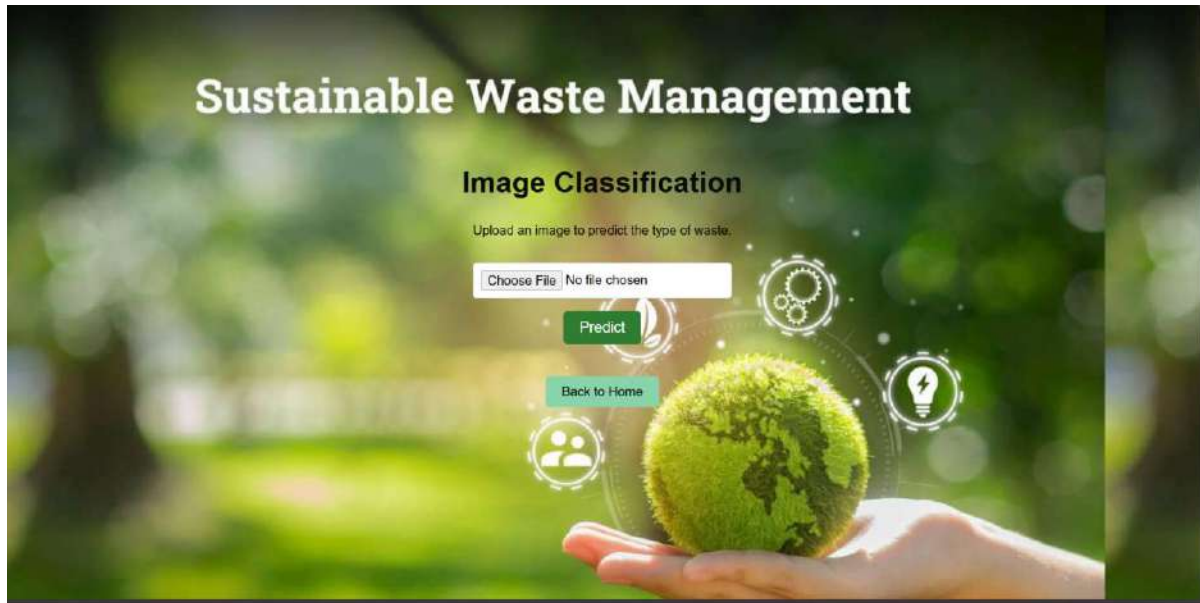 Sustainable Waste Management
Image Classification
Upload an image to predict the type of waste.
Choose File No file chosen
Predict
Back to Home